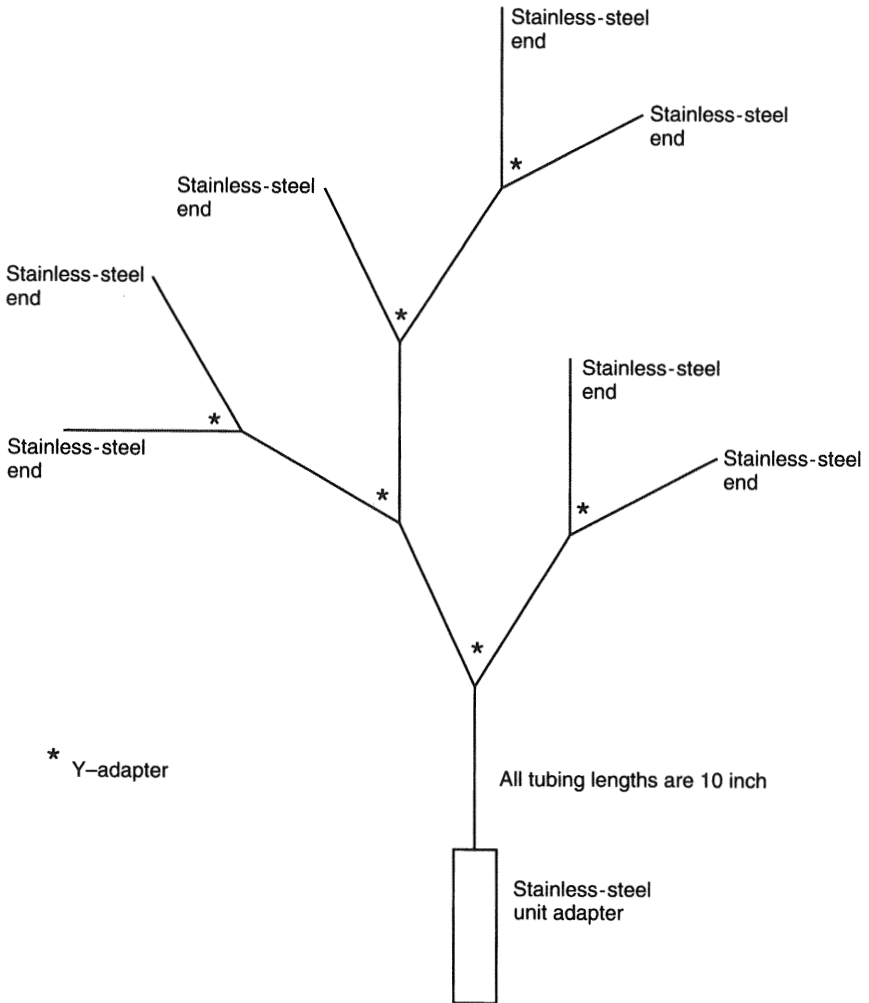 Stainless-steel
end
Stainless-steel
end
*
Stainless-steel
end
Stainless-steel
end
*
Stainless-steel
end
*
Stainless-steel
end
*
Stainless-steel
end
*
*
*
Y–adapter
All tubing lengths are 10 inch
Stainless-steel
unit adapter